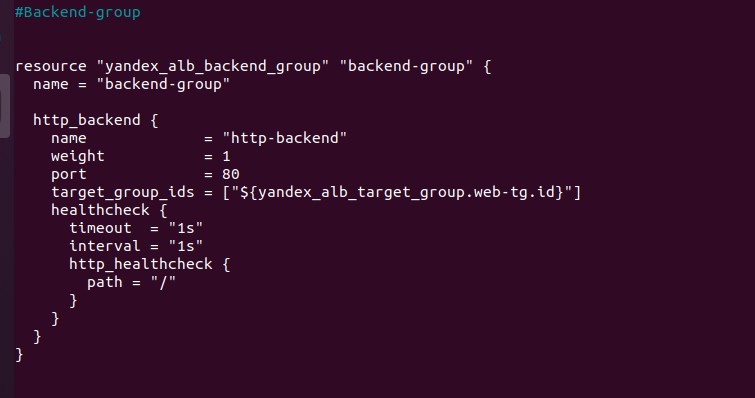 #Backend-group
resource "yandex_alb_backend_group" "backend-group" {
  name = "backend-group"
  http_backend {
    name             = "http-backend"
    weight           = 1
    port             = 80
    target_group_ids = ["${yandex_alb_target_group.web-tg.id}"]
    healthcheck {
      timeout  = "1s"
      interval = "1s"
      http_healthcheck {
        path = "/"
      }
    }
  }
}